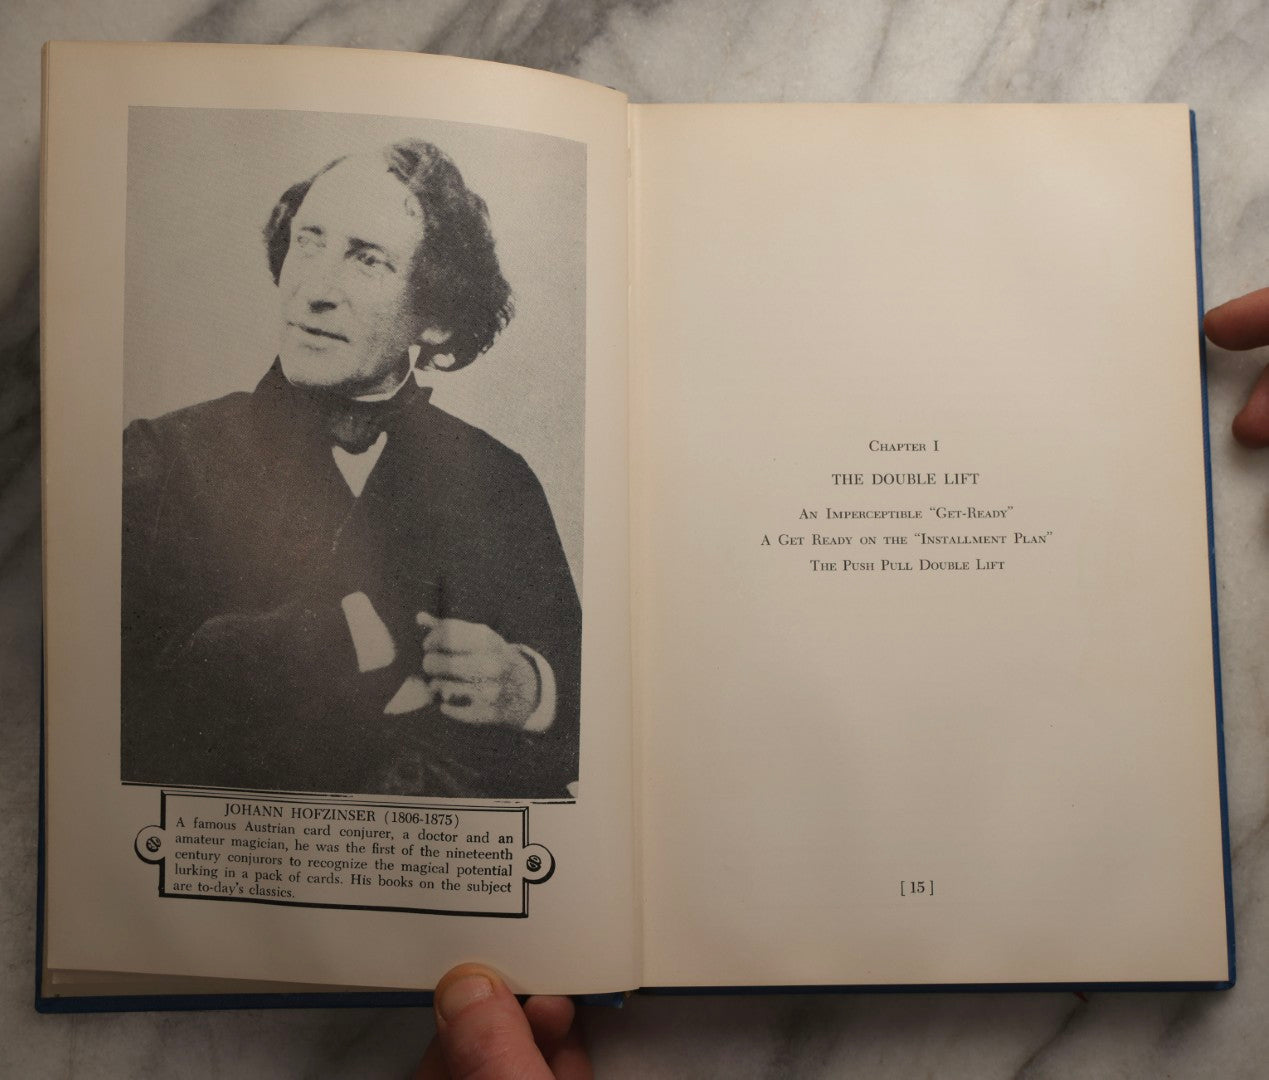 JOHANN HOFZINSER (1806-1875)
A famous Austrian card conjurer, a doctor and an
amateur magician, he was the first of the nineteenth
century conjurors to recognize the magical potential
lurking in a pack of cards. His books on the subject
are to-day's classics.
CHAPTER I
THE DOUBLE LIFT
AN IMPERCEPTIBLE "GET-READY"
A GET READY ON THE "INSTALLMENT PLAN"
THE PUSH PULL DOUBLE LIFT
[ 15 ]